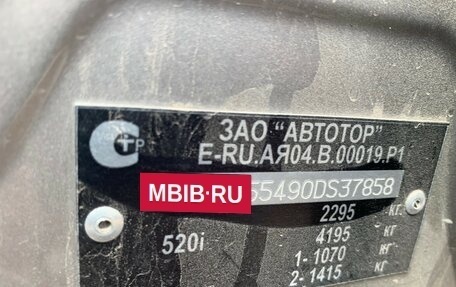 ЗАО "АВТОТОР"
E-RU.АЯ04.В.00019.Р1
MBIB·RU 55490DS37858
2295 кг.
520i 4195 кг
1- 1070 кг
2- 1415 кг